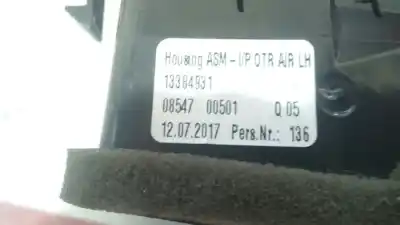 Housing ASM – I/P OTR AIR LH
13384931
08547 00501 Q 05
12.07.2017 Pers.Nr.: 136